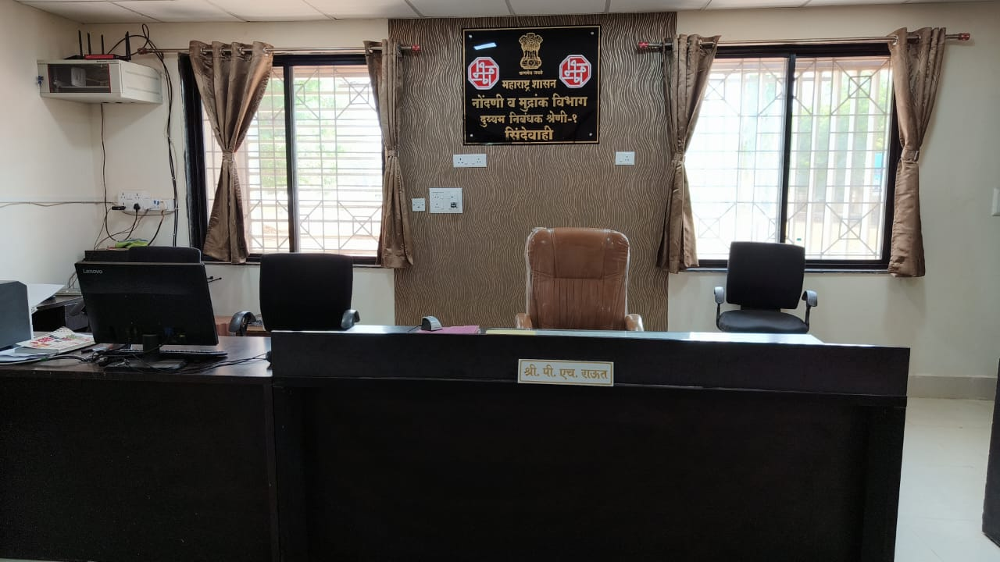 सत्यमेव जयते
महाराष्ट्र शासन
नोंदणी व मुद्रांक विभाग
दुय्यम निबंधक श्रेणी-१
सिंदेवाही
Lenovo
श्री. पी. एच. राऊत